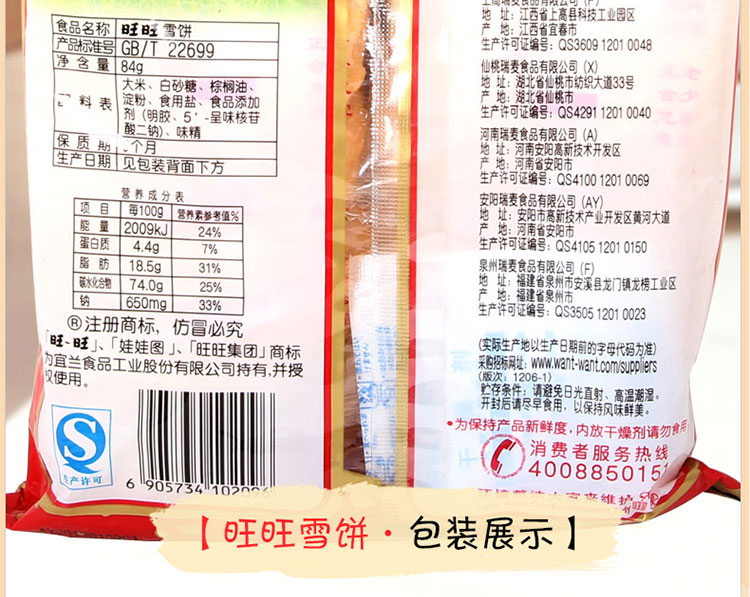 食品名称 旺旺 雪饼
产品标准号 GB/T 22699
净含量 84g
料表 大米、白砂糖、棕榈油、
淀粉、食用盐、食品添加
剂（明胶、5'-呈味核苷
酸二钠）、味精
保质期 个月
生产日期 见包装背面下方
营养成分表
项目 每100g 营养素参考值%
能量 2009kJ 24%
蛋白质 4.4g 7%
脂肪 18.5g 31%
碳水化合物 74.0g 25%
钠 650mg 33%
®注册商标，仿冒必究
「旺-旺」、「娃娃图」、「旺旺集团」商标
为宜兰食品工业股份有限公司持有,并授
权使用。
QS
生产许可
6 905734 10200
上高瑞麦食品有限公司（F）
地 址：江西省上高县科技工业园区
产 地：江西省宜春市
生产许可证编号：QS3609 1201 0048
仙桃瑞麦食品有限公司（X）
地 址：湖北省仙桃市纺织大道33号
产 地：湖北省仙桃市
生产许可证编号：QS4291 1201 0040
河南瑞麦食品有限公司（A）
地 址：河南安阳高新技术开发区
产 地：河南省安阳市
生产许可证编号：QS4100 1201 0069
安阳瑞麦食品有限公司（AY）
地 址：安阳市高新技术产业开发区黄河大道
产 地：河南省安阳市
生产许可证编号：QS4105 1201 0150
泉州瑞麦食品有限公司（F）
地 址：福建省泉州市安溪县龙门镇龙榜工业区
产 地：福建省泉州市
生产许可证编号：QS3505 1201 0023
（实际生产地以生产日期前的字母代码为准）
采购招标网址：www.want-want.com/suppliers
（版次：1206-1）
贮存条件：请避免日光直射、高温潮湿。
开封后请尽早食用，以保持风味鲜美。
•为保持产品新鲜度，内放干燥剂请勿食用
消费者服务热线
4008850151
【旺旺雪饼·包装展示】